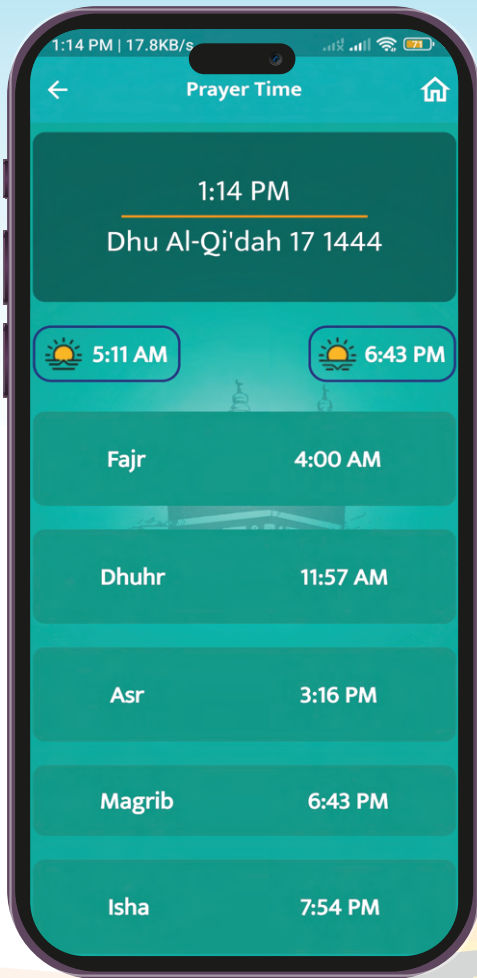 1:14 PM | 17.8KB/s 71
Prayer Time
1:14 PM
Dhu Al-Qi'dah 17 1444
5:11 AM 6:43 PM
Fajr 4:00 AM
Dhuhr 11:57 AM
Asr 3:16 PM
Magrib 6:43 PM
Isha 7:54 PM